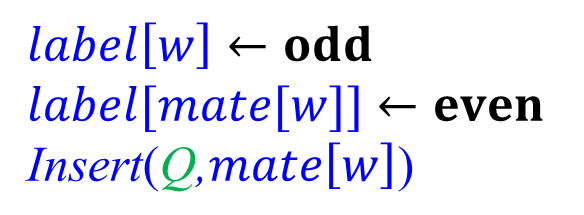 label[w] ← odd
label[mate[w]] ← even
Insert(Q,mate[w])